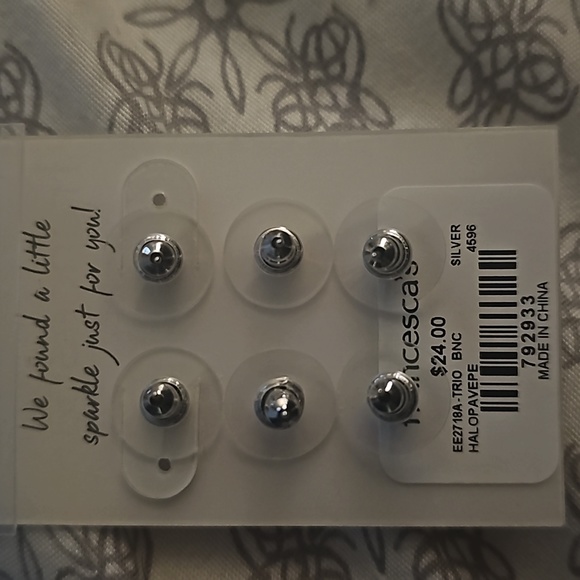 We found a little
sparkle just for you!
francesca's
$24.00
EE2718A-TRIO BNC SILVER
HALOPAVEPE 4596
792933
MADE IN CHINA